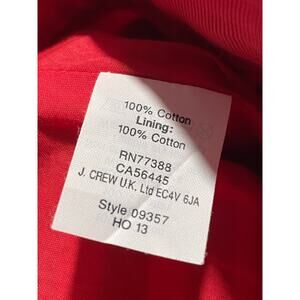 100% Cotton
Lining:
100% Cotton
RN77388
CA56445
J. CREW U.K. Ltd EC4V 6JA
Style 09357
HO 13